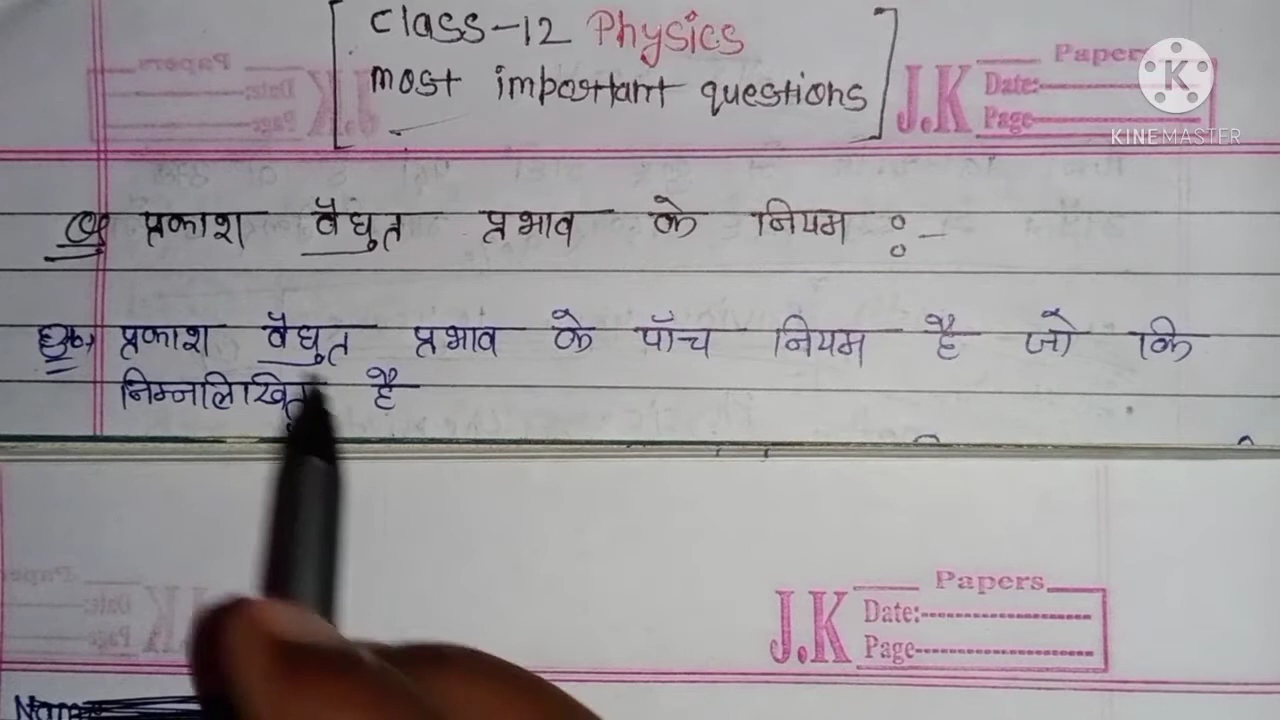 Class-12 Physics
most important questions
Papers
J.K
Date:
Page
K
KINEMASTER
प्रकाश वैधुत प्रभाव के नियम :-
प्रकाश वैधुत प्रभाव के पाँच नियम है जो कि
निम्नलिखित है
Papers
J.K
Date:
Page